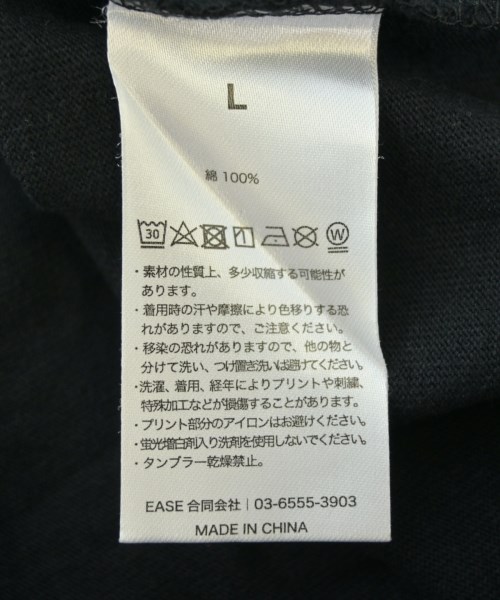 L
綿 100%
30 W
・素材の性質上、多少収縮する可能性が
あります。
・着用時の汗や摩擦により色移りする恐
れがありますので、ご注意ください。
・移染の恐れがありますので、他の物と
分けて洗い、つけ置き洗いは避けてください。
・洗濯、着用、経年によりプリントや刺繍、
特殊加工などが損傷することがあります。
・プリント部分のアイロンはお避けください。
・蛍光増白剤入り洗剤を使用しないでください。
・タンブラー乾燥禁止。
EASE 合同会社 | 03-6555-3903
MADE IN CHINA